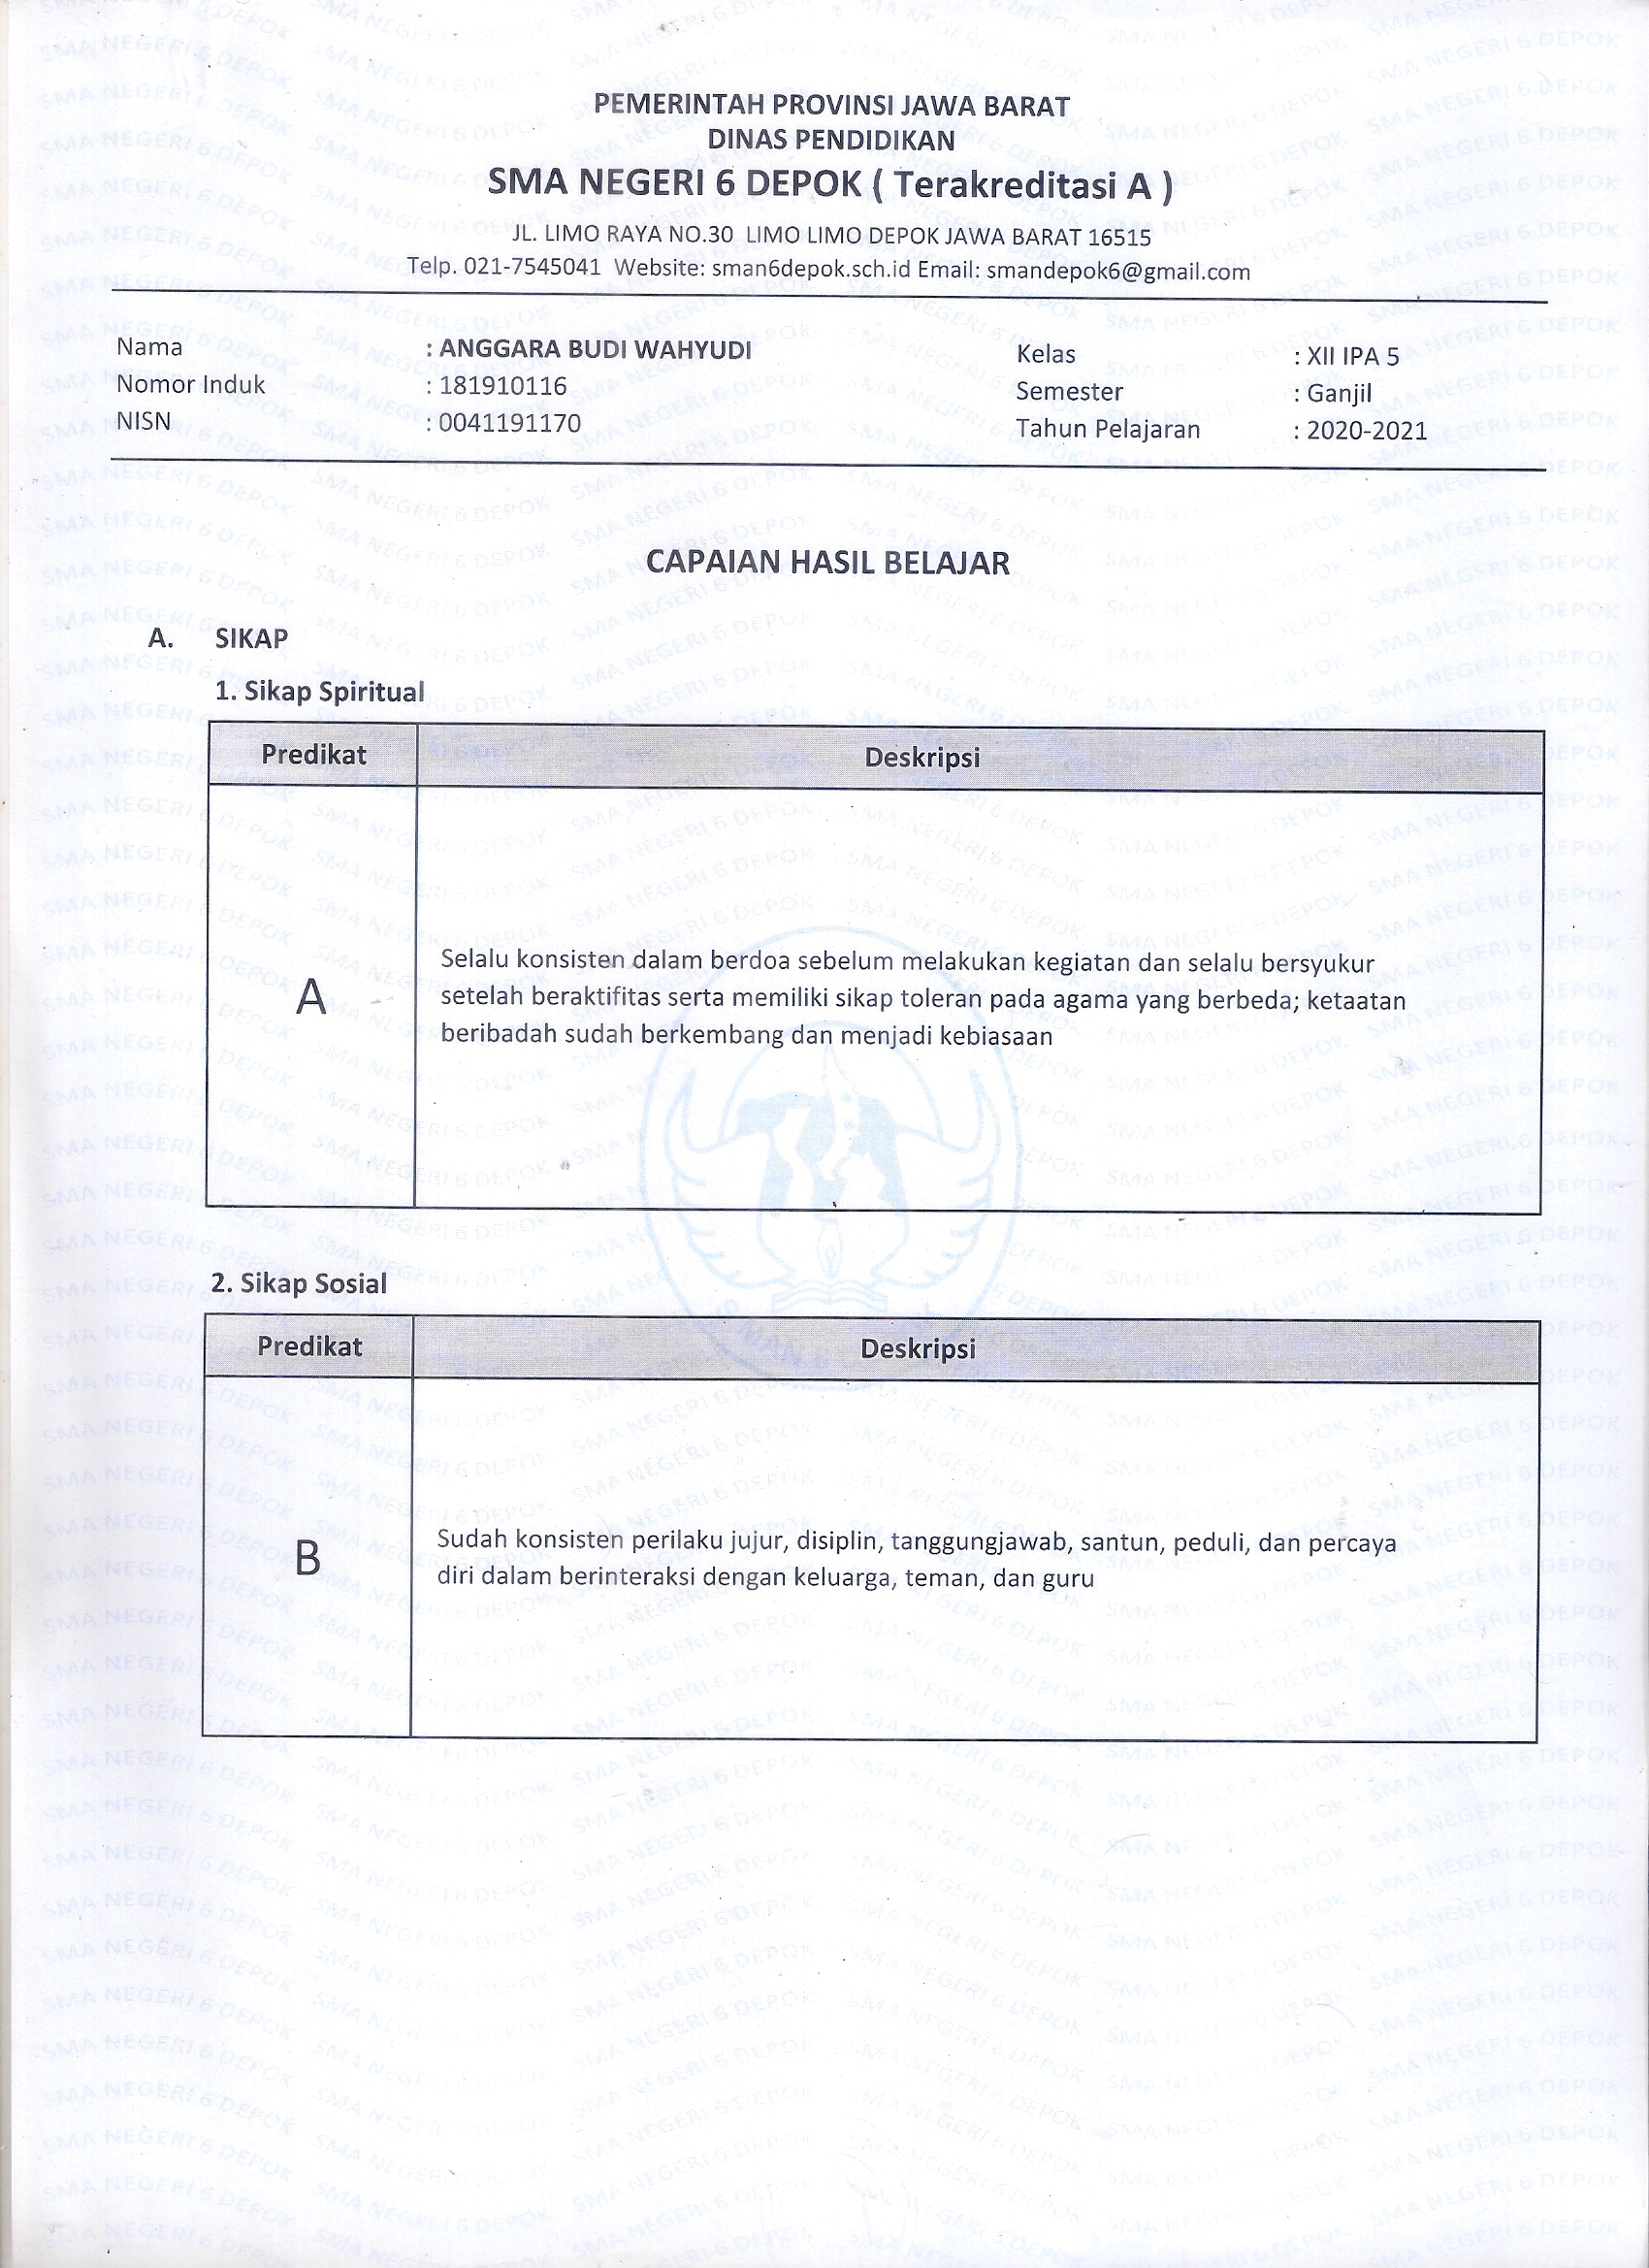 PEMERINTAH PROVINSI JAWA BARAT
DINAS PENDIDIKAN
SMA NEGERI 6 DEPOK ( Terakreditasi A )
JL. LIMO RAYA NO.30 LIMO LIMO DEPOK JAWA BARAT 16515
Telp. 021-7545041 Website: sman6depok.sch.id Email: smandepok6@gmail.com
Nama : ANGGARA BUDI WAHYUDI Kelas : XII IPA 5
Nomor Induk : 181910116 Semester : Ganjil
NISN : 0041191170 Tahun Pelajaran : 2020-2021
CAPAIAN HASIL BELAJAR
A. SIKAP
1. Sikap Spiritual
Predikat Deskripsi
Selalu konsisten dalam berdoa sebelum melakukan kegiatan dan selalu bersyukur
A setelah beraktifitas serta memiliki sikap toleran pada agama yang berbeda; ketaatan
beribadah sudah berkembang dan menjadi kebiasaan
2. Sikap Sosial
Predikat Deskripsi
Sudah konsisten perilaku jujur, disiplin, tanggungjawab, santun, peduli, dan percaya
B diri dalam berinteraksi dengan keluarga, teman, dan guru